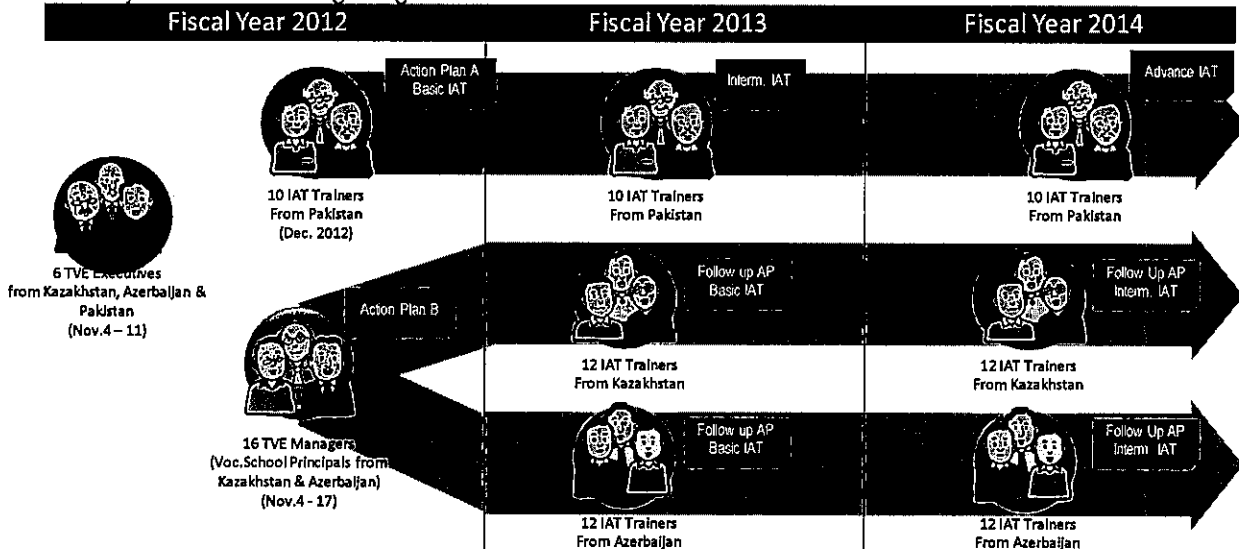 Fiscal Year 2012
Fiscal Year 2013
Fiscal Year 2014
Action Plan A
Basic IAT
Interm. IAT
Advance IAT
10 IAT Trainers
From Pakistan
(Dec. 2012)
10 IAT Trainers
From Pakistan
10 IAT Trainers
From Pakistan
6 TVE Executives
from Kazakhstan, Azerbaijan &
Pakistan
(Nov.4 – 11)
Action Plan B
Follow up AP
Basic IAT
Follow Up AP
Interm. IAT
12 IAT Trainers
From Kazakhstan
12 IAT Trainers
From Kazakhstan
16 TVE Managers
(Voc.School Principals from
Kazakhstan & Azerbaijan)
(Nov.4 - 17)
Follow up AP
Basic IAT
Follow Up AP
Interm. IAT
12 IAT Trainers
From Azerbaijan
12 IAT Trainers
From Azerbaijan